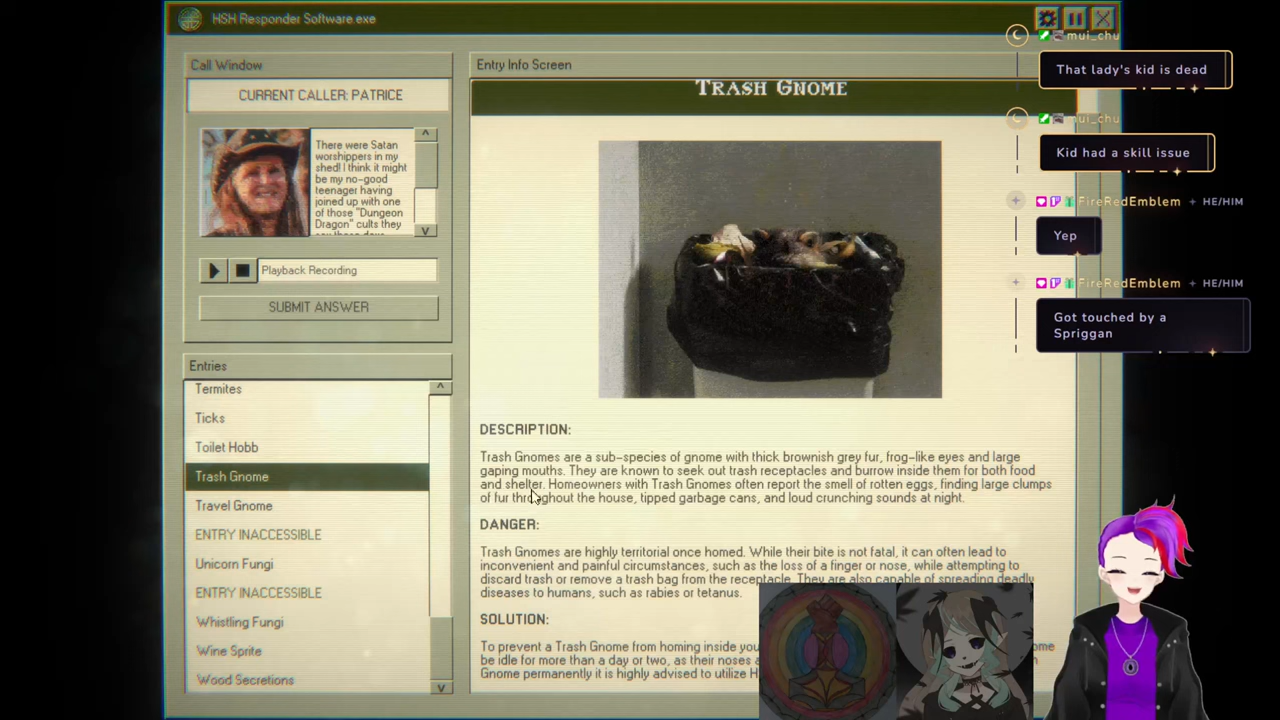 HSH Responder Software.exe
Call Window
CURRENT CALLER: PATRICE
There were Satan
worshippers in my
shed! I think it might
be my no-good
teenager having
joined up with one
of those "Dungeon
Dragon" cults they
Playback Recording
SUBMIT ANSWER
Entries
Termites
Ticks
Toilet Hobb
Trash Gnome
Travel Gnome
ENTRY INACCESSIBLE
Unicorn Fungi
ENTRY INACCESSIBLE
Whistling Fungi
Wine Sprite
Wood Secretions
Entry Info Screen
TRASH GNOME
DESCRIPTION:
Trash Gnomes are a sub-species of gnome with thick brownish grey fur, frog-like eyes and large
gaping mouths. They are known to seek out trash receptacles and burrow inside them for both food
and shelter. Homeowners with Trash Gnomes often report the smell of rotten eggs, finding large clumps
of fur throughout the house, tipped garbage cans, and loud crunching sounds at night.
DANGER:
Trash Gnomes are highly territorial once homed. While their bite is not fatal, it can often lead to
inconvenient and painful circumstances, such as the loss of a finger or nose, while attempting to
discard trash or remove a trash bag from the receptacle. They are also capable of spreading deadly
diseases to humans, such as rabies or tetanus.
SOLUTION:
To prevent a Trash Gnome from homing inside you
be idle for more than a day or two, as their noses a
Gnome permanently it is highly advised to utilize H
mui_chu
That lady's kid is dead
mui_chu
Kid had a skill issue
FireRedEmblem + HE/HIM
Yep
FireRedEmblem + HE/HIM
Got touched by a
Spriggan